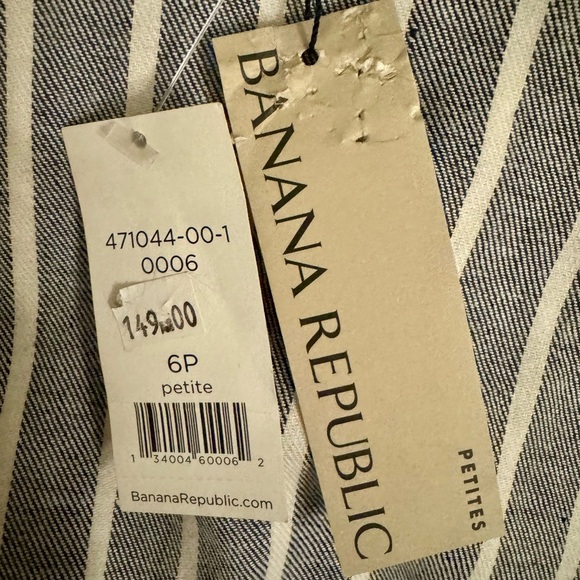 471044-00-1
0006
149.00
6P
petite
1 34004 60006 2
BananaRepublic.com
BANANA REPUBLIC
PETITES